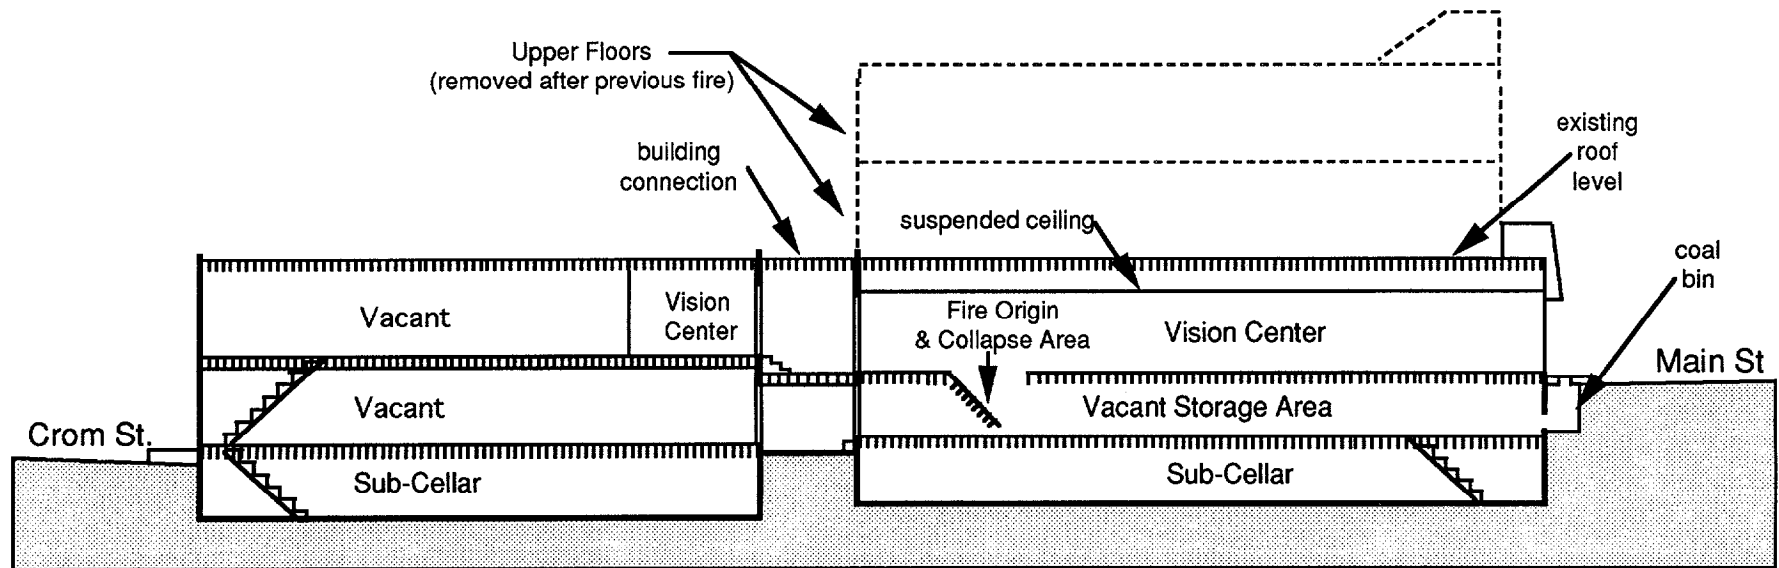 Upper Floors
(removed after previous fire)
building
connection
existing
roof
level
suspended ceiling
coal
bin
Vacant
Vision
Center
Fire Origin
& Collapse Area
Vision Center
Main St
Vacant
Vacant Storage Area
Crom St.
Sub-Cellar
Sub-Cellar